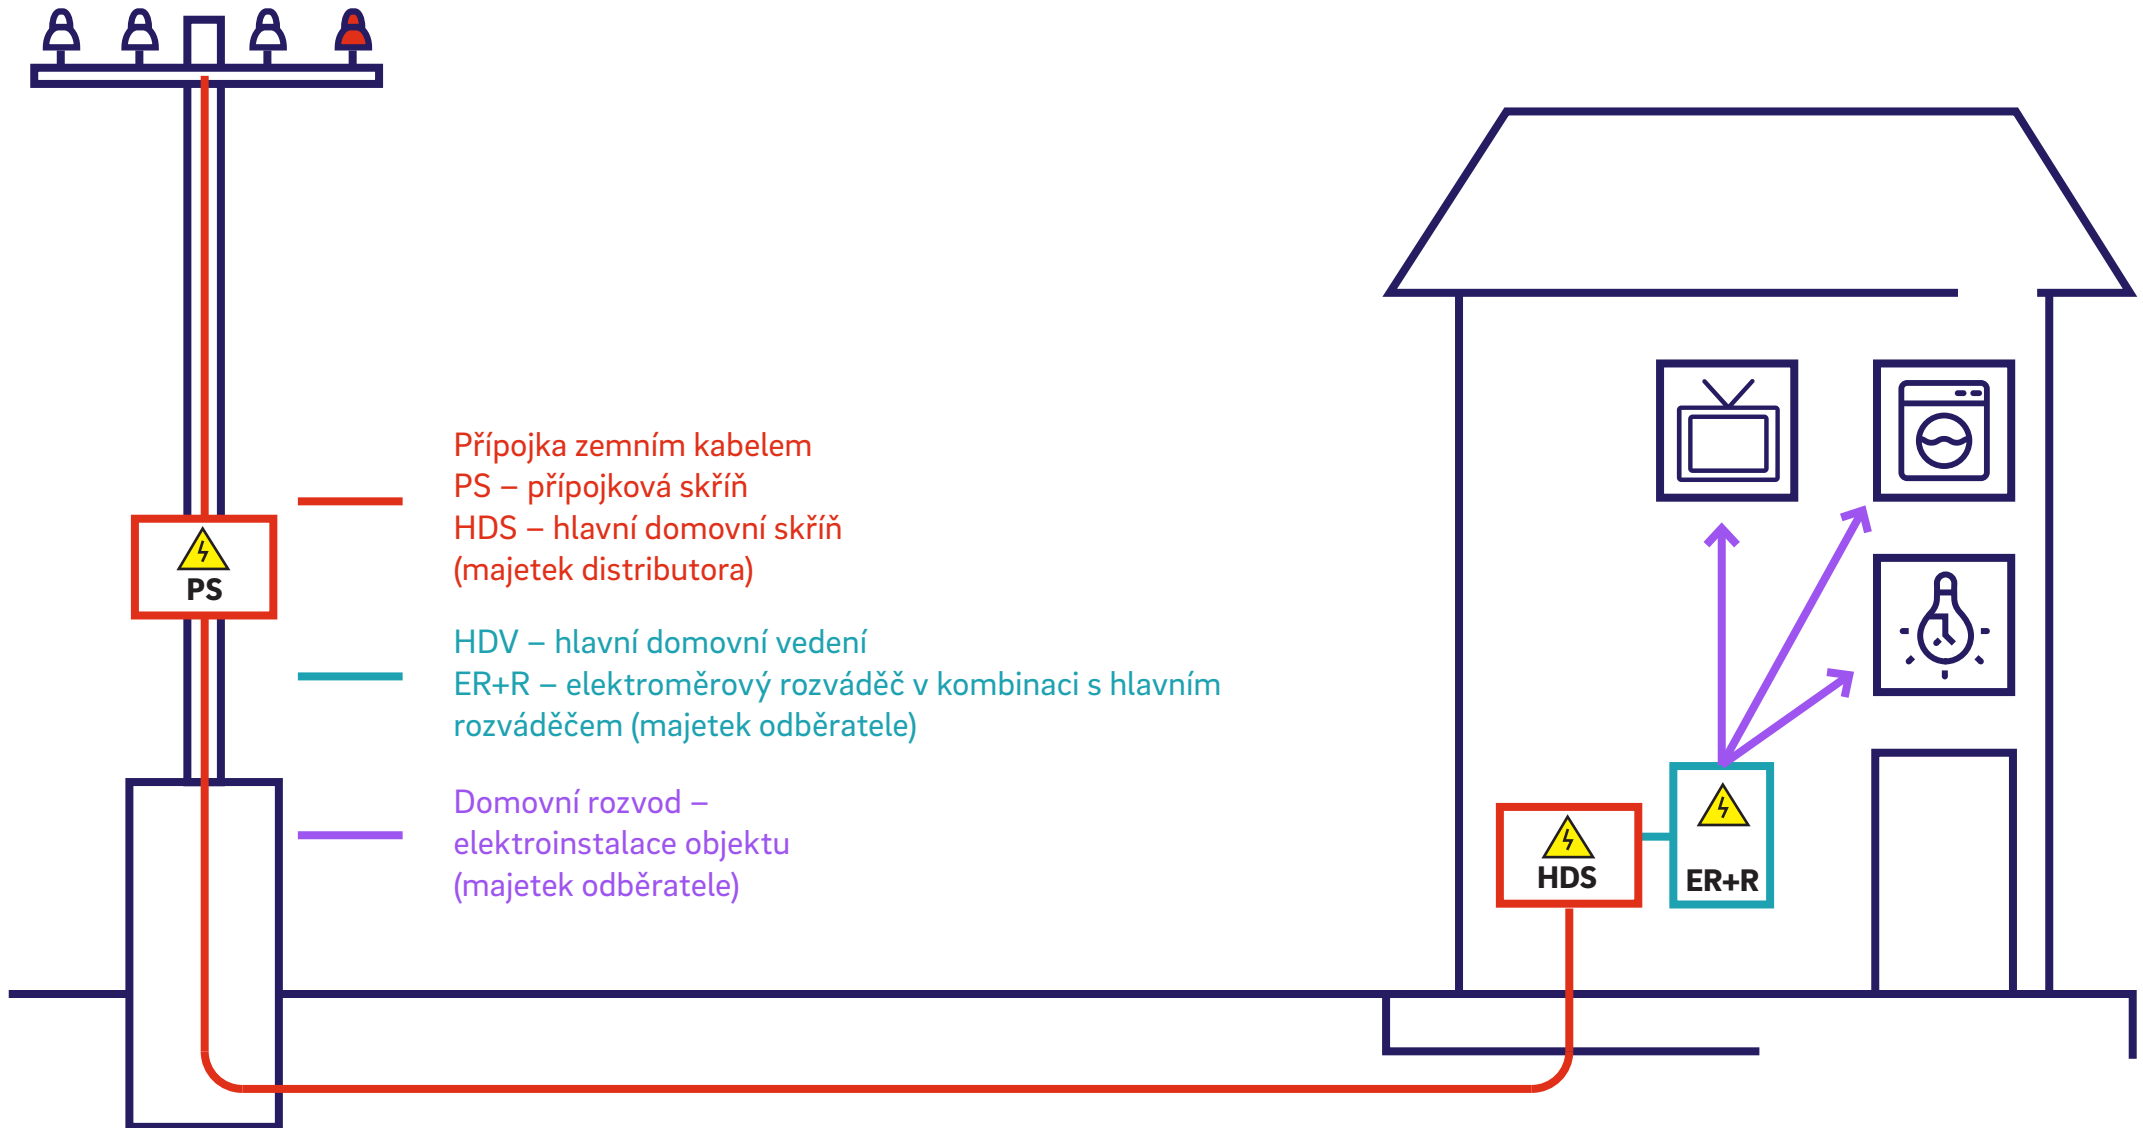 Přípojka zemním kabelem
PS – přípojková skříň
HDS – hlavní domovní skříň
(majetek distributora)
PS
HDV – hlavní domovní vedení
ER+R – elektroměrový rozváděč v kombinaci s hlavním
rozváděčem (majetek odběratele)
Domovní rozvod –
elektroinstalace objektu
(majetek odběratele)
HDS
ER+R